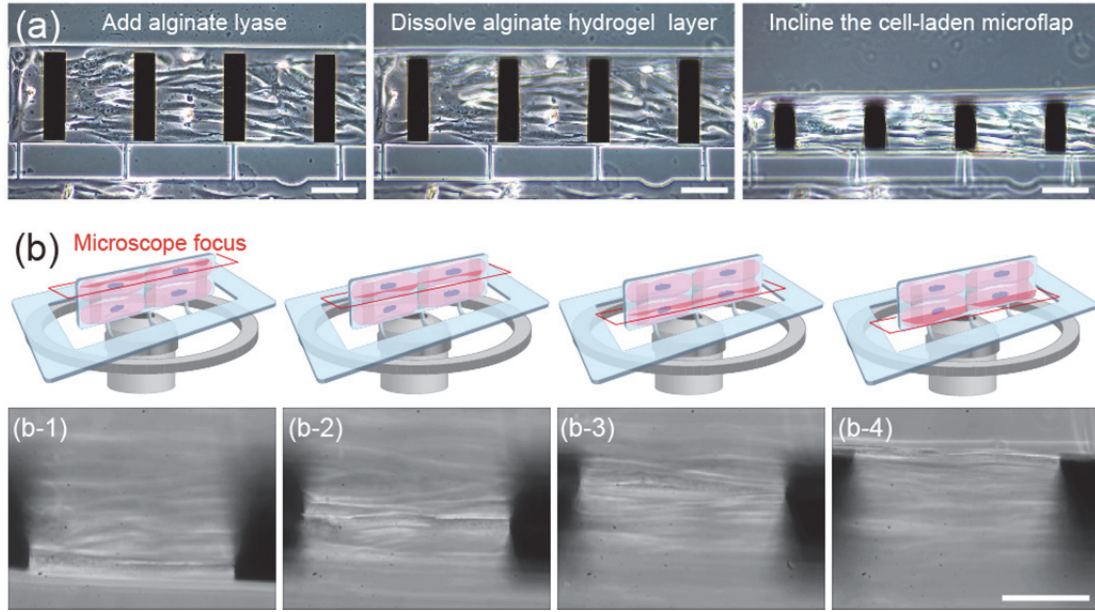 (a)
Add alginate lyase
Dissolve alginate hydrogel layer
Incline the cell-laden microflap
(b)
Microscope focus
(b-1)
(b-2)
(b-3)
(b-4)